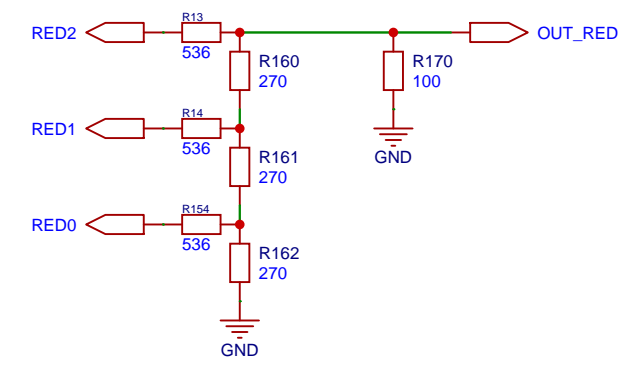 R13
RED2
OUT_RED
536
R160
270
R170
100
R14
RED1
536
GND
R161
270
R154
RED0
536
R162
270
GND